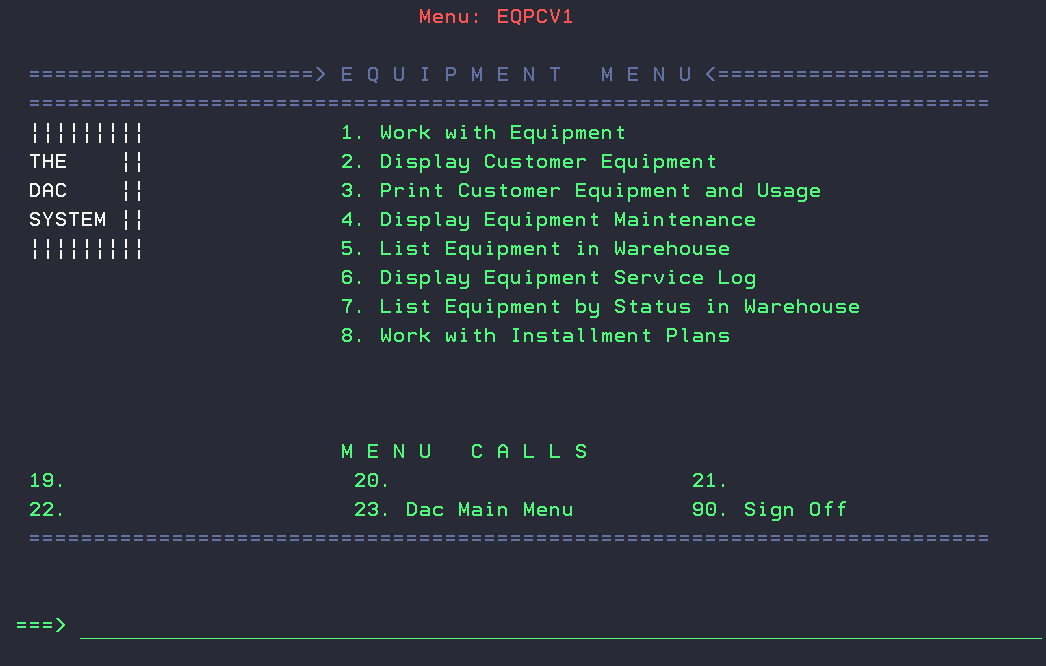 Menu: EQPCV1
======================> E Q U I P M E N T   M E N U <=====================
==========================================================================
¦¦¦¦¦¦¦¦¦ 1. Work with Equipment
THE ¦¦ 2. Display Customer Equipment
DAC ¦¦ 3. Print Customer Equipment and Usage
SYSTEM ¦¦ 4. Display Equipment Maintenance
¦¦¦¦¦¦¦¦¦ 5. List Equipment in Warehouse
6. Display Equipment Service Log
7. List Equipment by Status in Warehouse
8. Work with Installment Plans
M E N U   C A L L S
19. 20. 21.
22. 23. Dac Main Menu 90. Sign Off
==========================================================================
===>